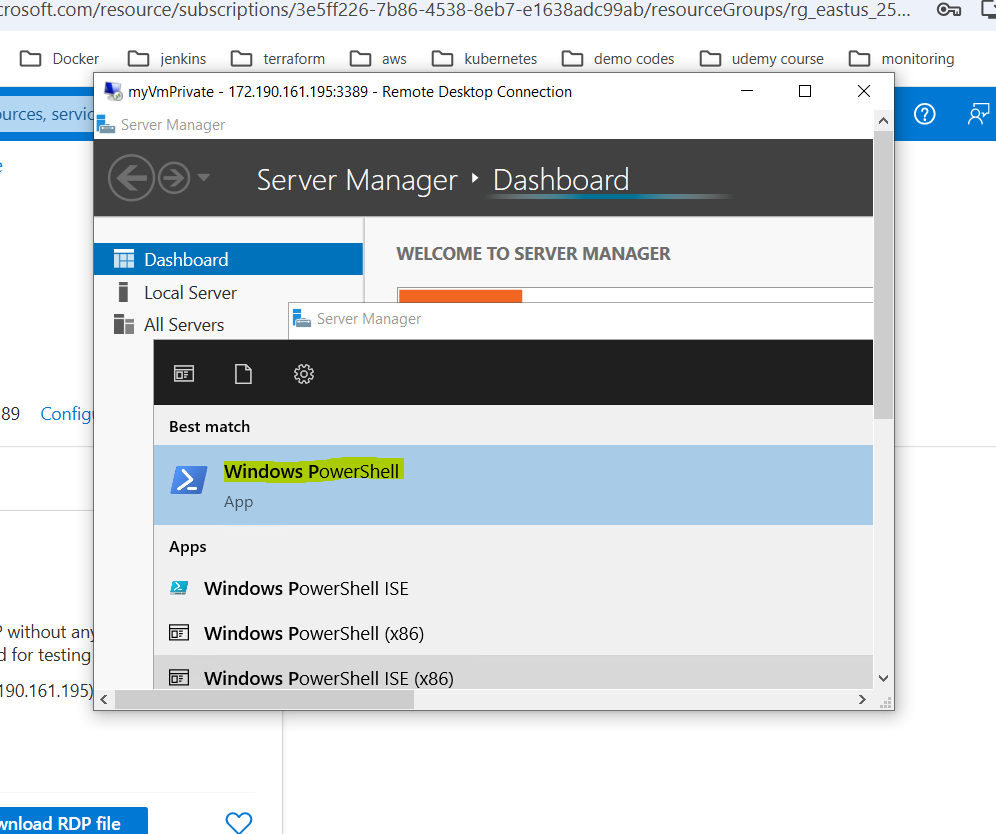 crosoft.com/resource/subscriptions/3e5ff226-7b86-4538-8eb7-e1638adc99ab/resourceGroups/rg_eastus_25...
Docker jenkins terraform aws kubernetes demo codes udemy course monitoring
myVmPrivate - 172.190.161.195:3389 - Remote Desktop Connection
ources, servic
Server Manager
Server Manager Dashboard
WELCOME TO SERVER MANAGER
Dashboard
Local Server
Server Manager
All Servers
89 Config
Best match
Windows PowerShell
App
Apps
Windows PowerShell ISE
Windows PowerShell (x86)
without any
d for testing
Windows PowerShell ISE (x86)
190.161.195)
wnload RDP file